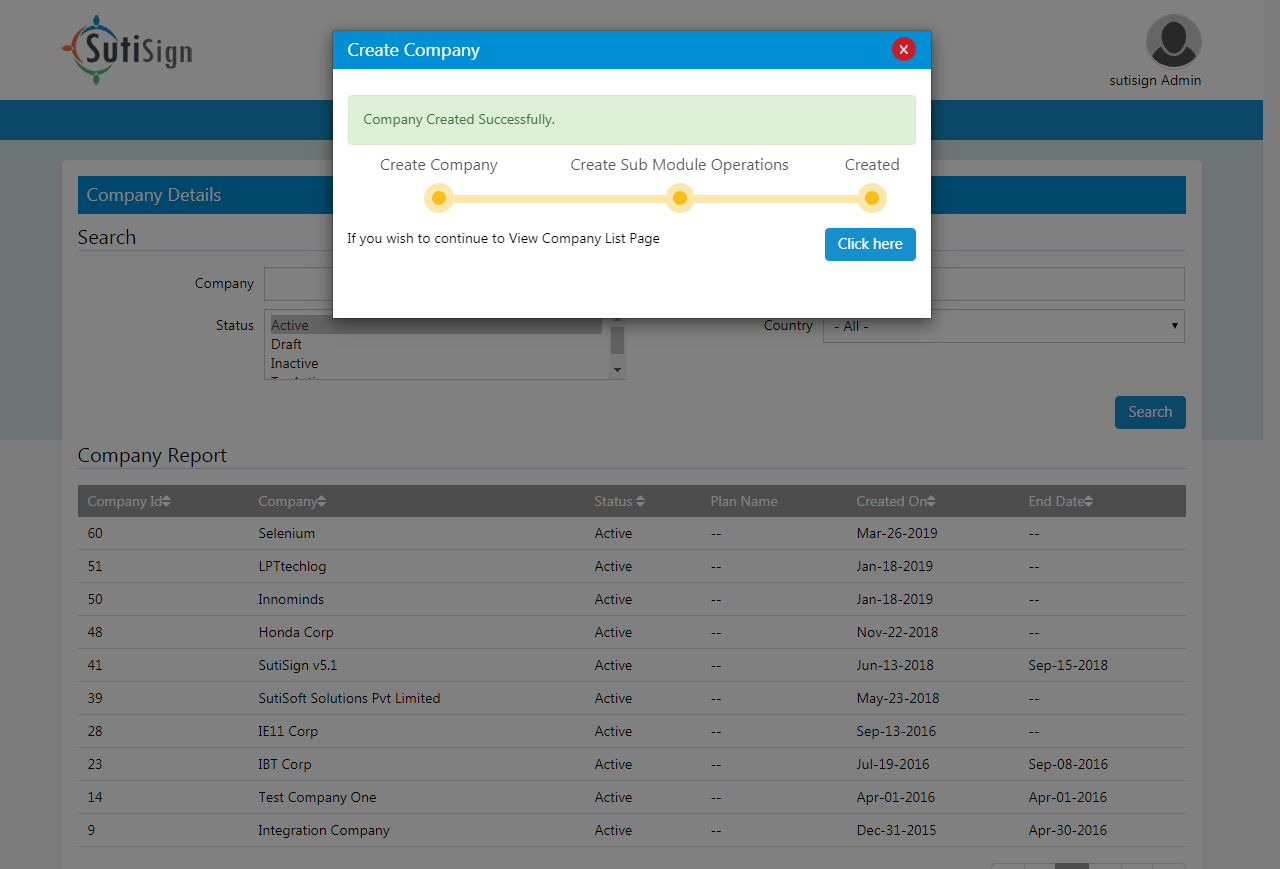 SutiSign
sutisign Admin
Create Company
Company Created Successfully.
Create Company Create Sub Module Operations Created
If you wish to continue to View Company List Page Click here
Company Details
Search
Company
Status Active Country - All -
Draft
Inactive
Search
Company Report
Company Id Company Status Plan Name Created On End Date
60 Selenium Active -- Mar-26-2019 --
51 LPTtechlog Active -- Jan-18-2019 --
50 Innominds Active -- Jan-18-2019 --
48 Honda Corp Active -- Nov-22-2018 --
41 SutiSign v5.1 Active -- Jun-13-2018 Sep-15-2018
39 SutiSoft Solutions Pvt Limited Active -- May-23-2018 --
28 IE11 Corp Active -- Sep-13-2016 --
23 IBT Corp Active -- Jul-19-2016 Sep-08-2016
14 Test Company One Active -- Apr-01-2016 Apr-01-2016
9 Integration Company Active -- Dec-31-2015 Apr-30-2016